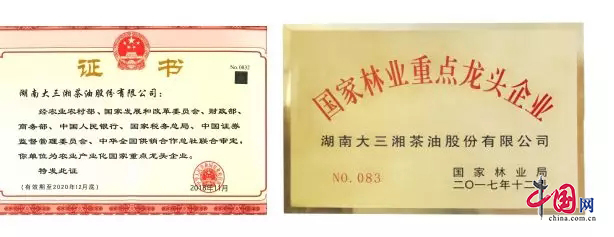 证书
No.0832
湖南大三湘茶油股份有限公司：
经农业农村部、国家发展和改革委员会、财政部、
商务部、中国人民银行、国家税务总局、中国证券
监督管理委员会、中华全国供销合作总社联合审定，
你单位为农业产业化国家重点龙头企业。
特发此证
（有效期至2020年12月底）
2018年11月
国家林业重点龙头企业
湖南大三湘茶油股份有限公司
NO. 083
国家林业局
二〇一七年十二
中国网
china.com.cn